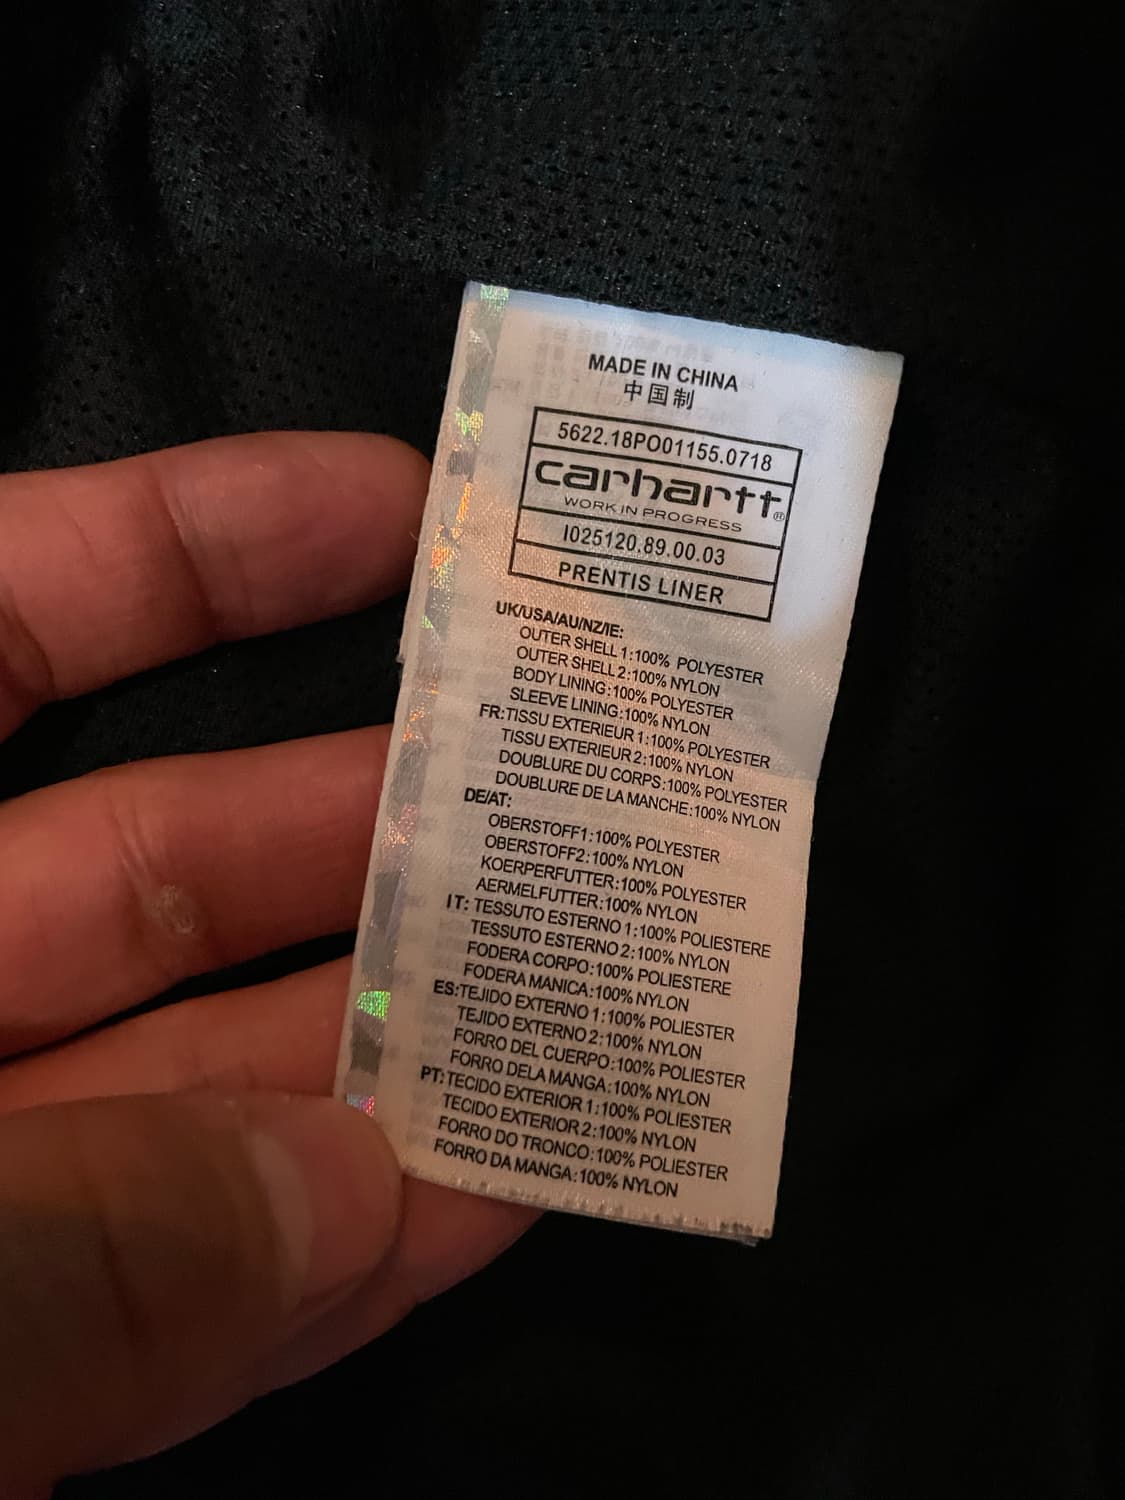 MADE IN CHINA
中国制
5622.18PO01155.0718
carhartt®
WORK IN PROGRESS
I025120.89.00.03
PRENTIS LINER
UK/USA/AU/NZ/IE:
OUTER SHELL 1:100% POLYESTER
OUTER SHELL 2:100% NYLON
BODY LINING:100% POLYESTER
SLEEVE LINING:100% NYLON
FR:TISSU EXTERIEUR 1:100% POLYESTER
TISSU EXTERIEUR 2:100% NYLON
DOUBLURE DU CORPS:100% POLYESTER
DOUBLURE DE LA MANCHE:100% NYLON
DE/AT:
OBERSTOFF1:100% POLYESTER
OBERSTOFF2:100% NYLON
KOERPERFUTTER:100% POLYESTER
AERMELFUTTER:100% NYLON
IT: TESSUTO ESTERNO 1:100% POLIESTERE
TESSUTO ESTERNO 2:100% NYLON
FODERA CORPO:100% POLIESTERE
FODERA MANICA:100% NYLON
ES:TEJIDO EXTERNO 1:100% POLIESTER
TEJIDO EXTERNO 2:100% NYLON
FORRO DEL CUERPO:100% POLIESTER
FORRO DELA MANGA:100% NYLON
PT:TECIDO EXTERIOR 1:100% POLIESTER
TECIDO EXTERIOR 2:100% NYLON
FORRO DO TRONCO:100% POLIESTER
FORRO DA MANGA:100% NYLON